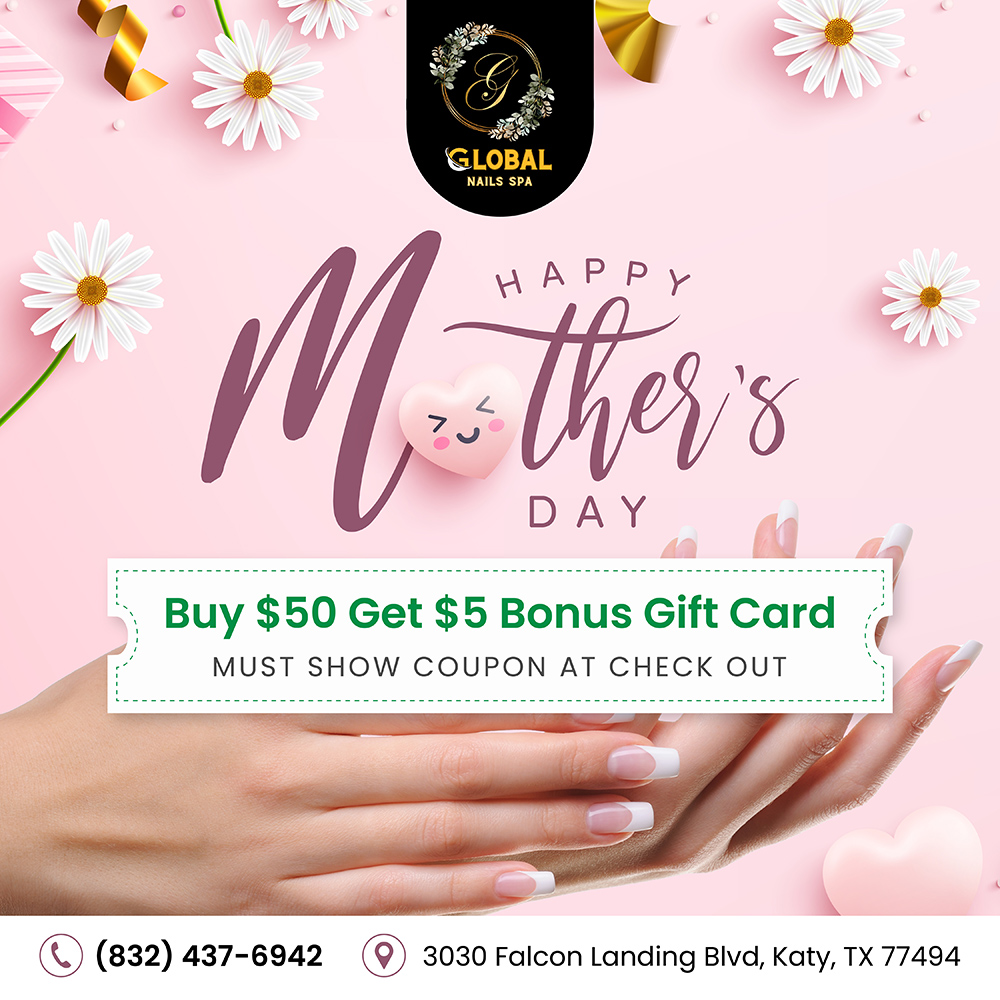 G
GLOBAL
NAILS SPA
HAPPY
Mother's
DAY
Buy $50 Get $5 Bonus Gift Card
MUST SHOW COUPON AT CHECK OUT
(832) 437-6942
3030 Falcon Landing Blvd, Katy, TX 77494